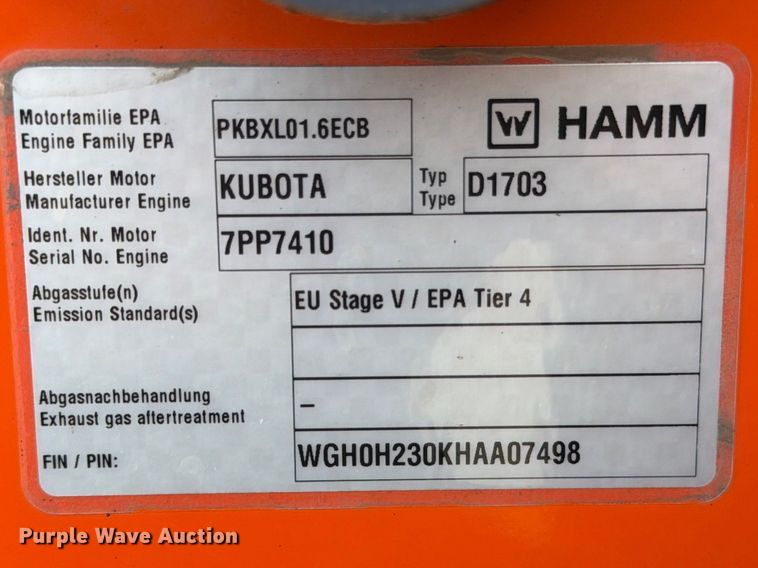 Motorfamilie EPA
Engine Family EPA
PKBXL01.6ECB
W HAMM
Hersteller Motor
Manufacturer Engine
KUBOTA
Typ
Type
D1703
Ident. Nr. Motor
Serial No. Engine
7PP7410
Abgasstufe(n)
Emission Standard(s)
EU Stage V / EPA Tier 4
Abgasnachbehandlung
Exhaust gas aftertreatment
–
FIN / PIN:
WGH0H230KHAA07498
Purple Wave Auction